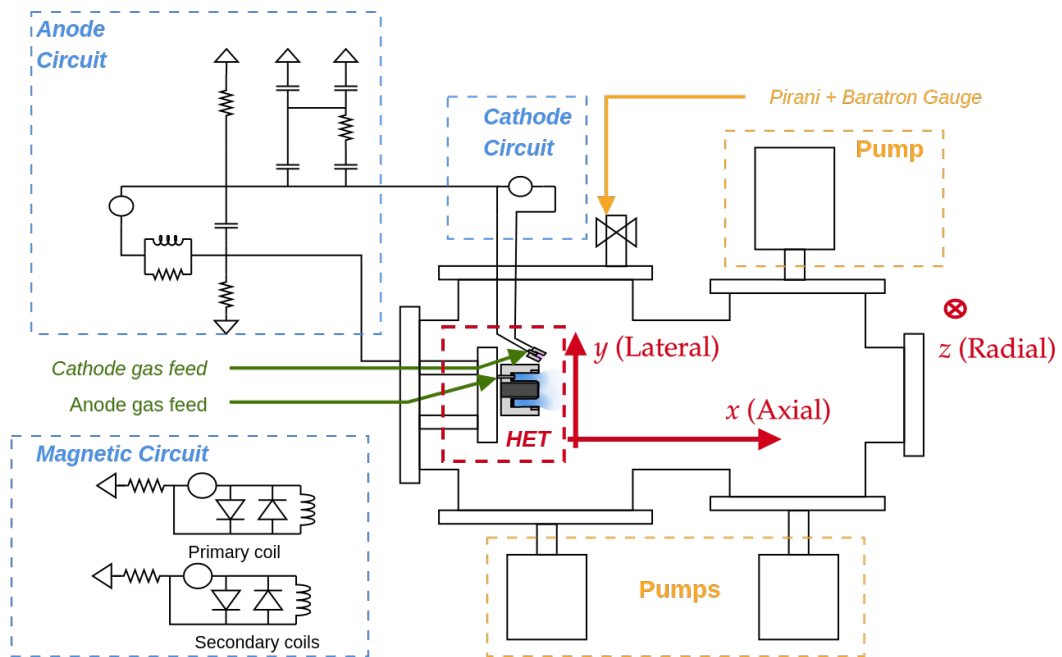 Anode
Circuit
Cathode
Circuit
Pirani + Baratron Gauge
Pump
y (Lateral)
z (Radial)
x (Axial)
Cathode gas feed
Anode gas feed
HET
Magnetic Circuit
Primary coil
Secondary coils
Pumps